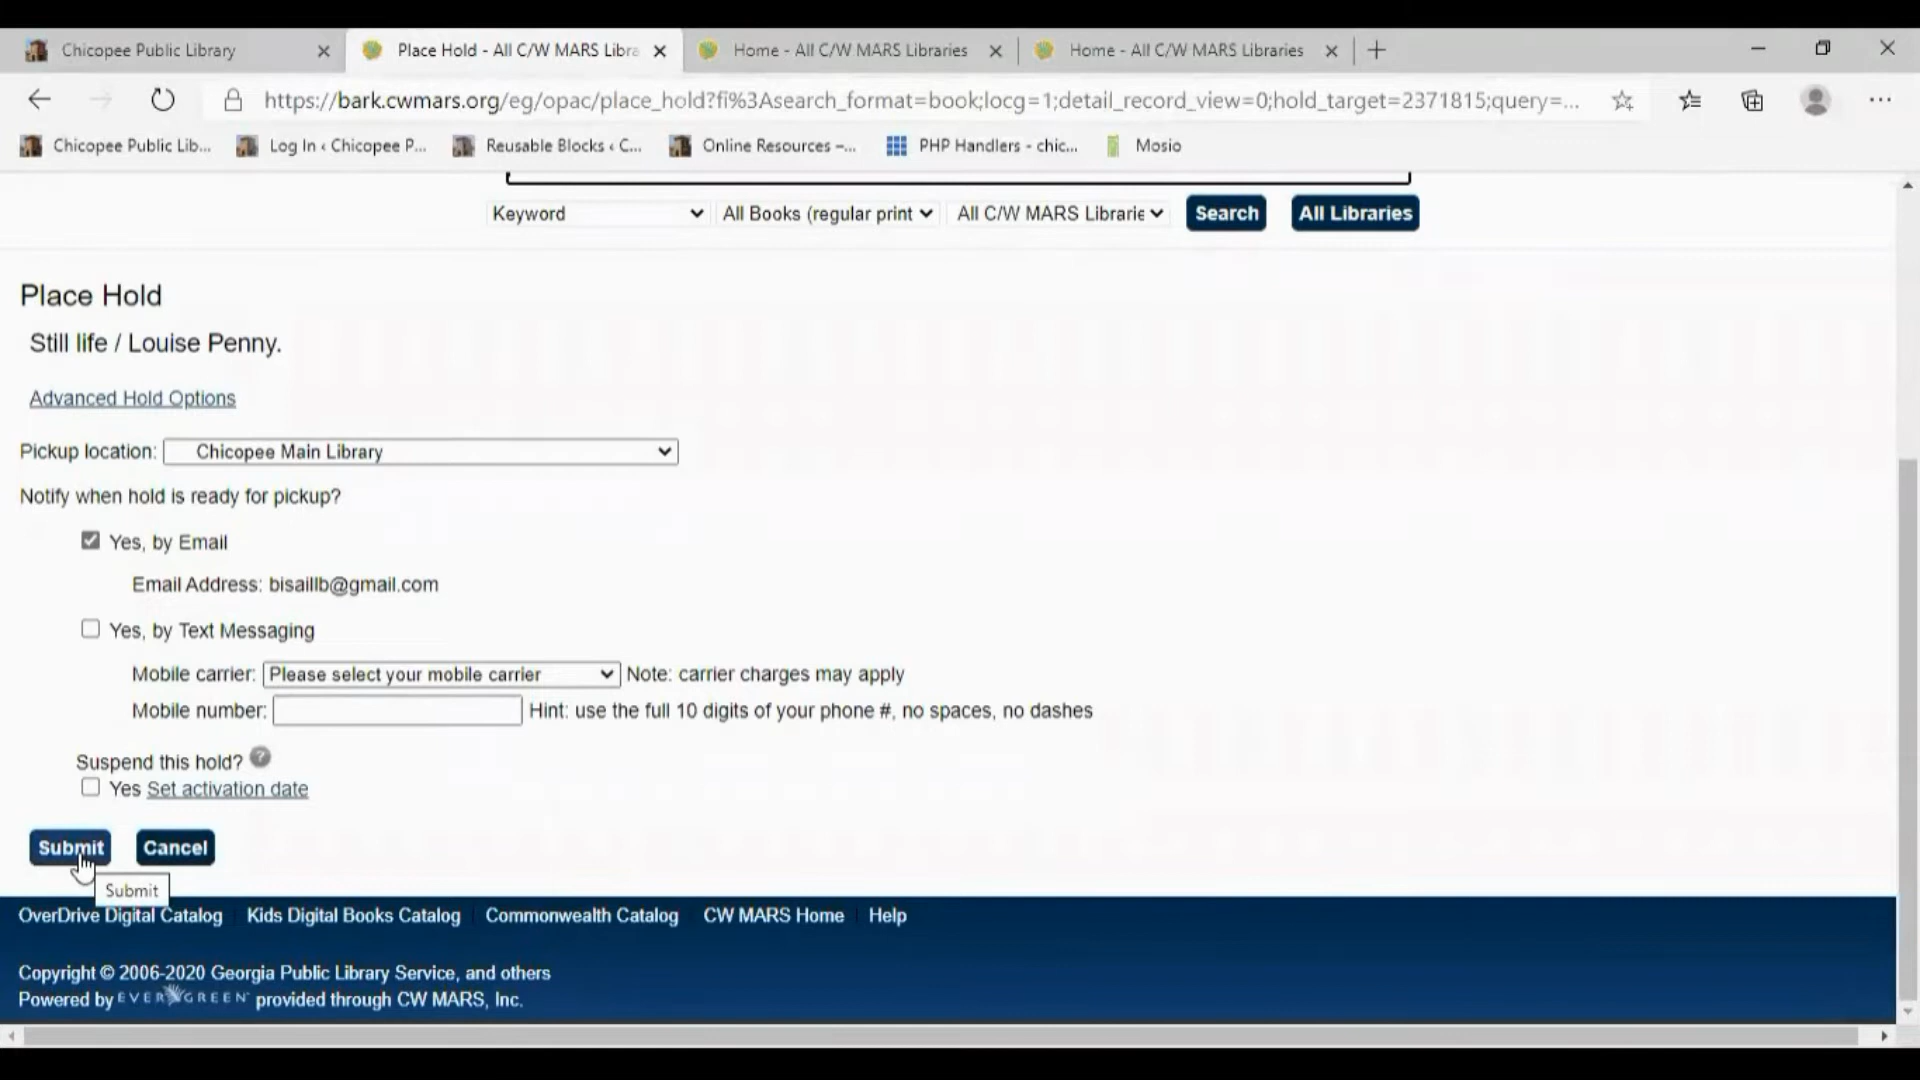 Chicopee Public Library
Place Hold - All C/W MARS Libra
Home - All C/W MARS Libraries
Home - All C/W MARS Libraries
https://bark.cwmars.org/eg/opac/place_hold?fi%3Asearch_format=book;locg=1;detail_record_view=0;hold_target=2371815;query=...
Chicopee Public Lib...
Log In ‹ Chicopee P...
Reusable Blocks ‹ C...
Online Resources –...
PHP Handlers - chic...
Mosio
Keyword
All Books (regular print
All C/W MARS Librarie
Search
All Libraries
Place Hold
Still life / Louise Penny.
Advanced Hold Options
Pickup location: Chicopee Main Library
Notify when hold is ready for pickup?
Yes, by Email
Email Address: bisaillb@gmail.com
Yes, by Text Messaging
Mobile carrier: Please select your mobile carrier Note: carrier charges may apply
Mobile number: Hint: use the full 10 digits of your phone #, no spaces, no dashes
Suspend this hold? ?
Yes Set activation date
Submit
Cancel
Submit
OverDrive Digital Catalog Kids Digital Books Catalog Commonwealth Catalog CW MARS Home Help
Copyright © 2006-2020 Georgia Public Library Service, and others
Powered by EVERGREEN provided through CW MARS, Inc.